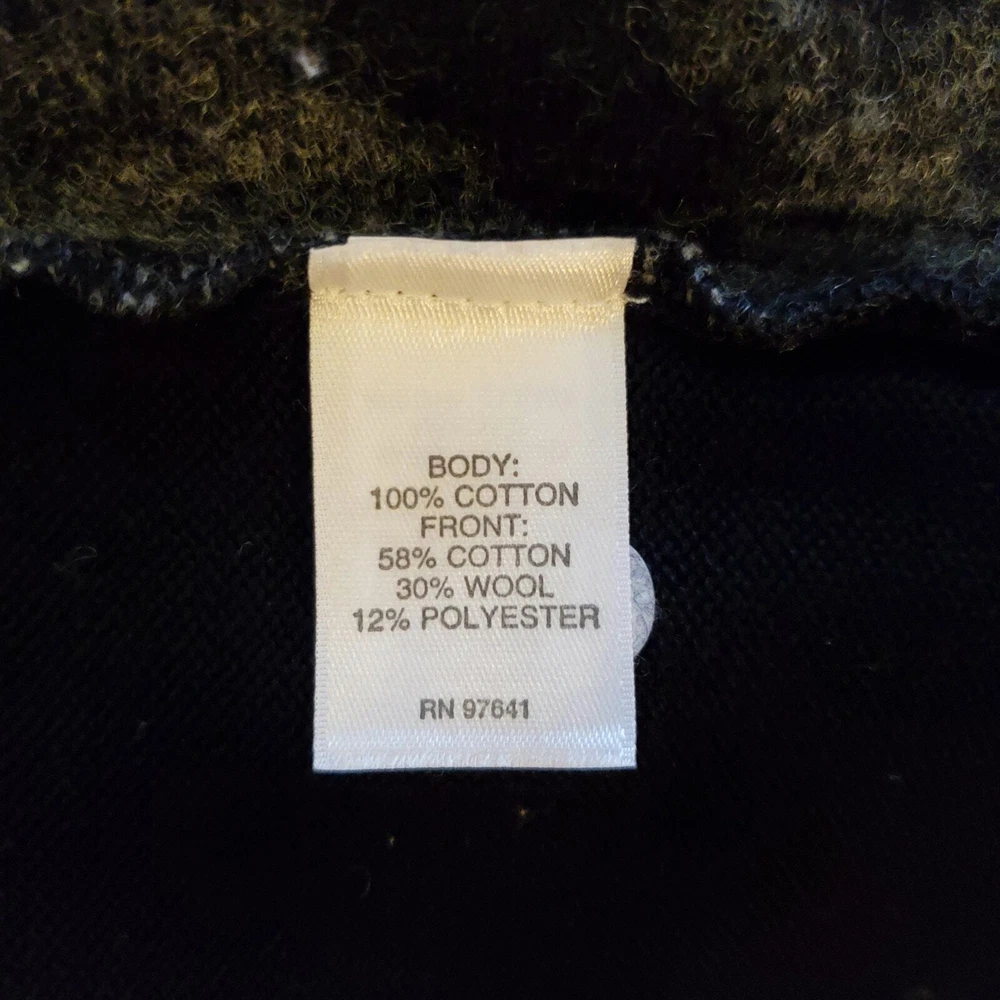 BODY:
100% COTTON
FRONT:
58% COTTON
30% WOOL
12% POLYESTER
RN 97641